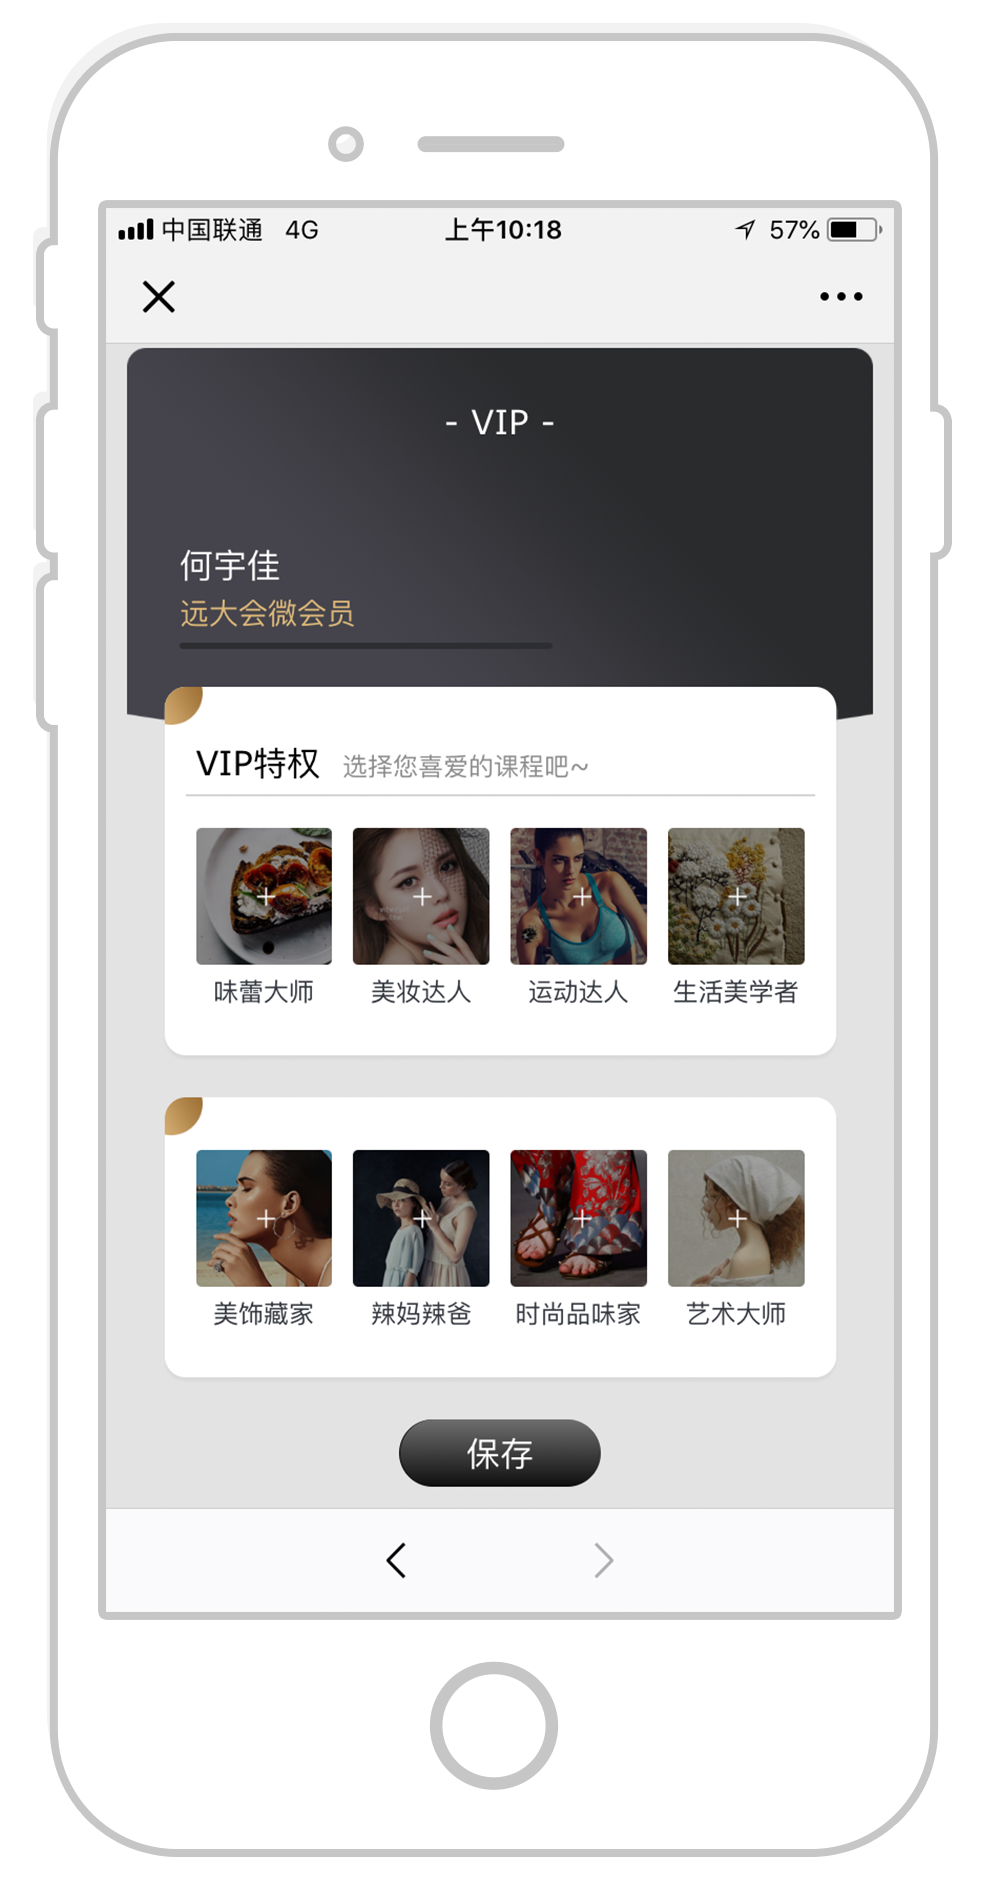 中国联通 4G 上午10:18 57%
- VIP -
何宇佳
远大会微会员
VIP特权 选择您喜爱的课程吧~
味蕾大师 美妆达人 运动达人 生活美学者
美饰藏家 辣妈辣爸 时尚品味家 艺术大师
保存